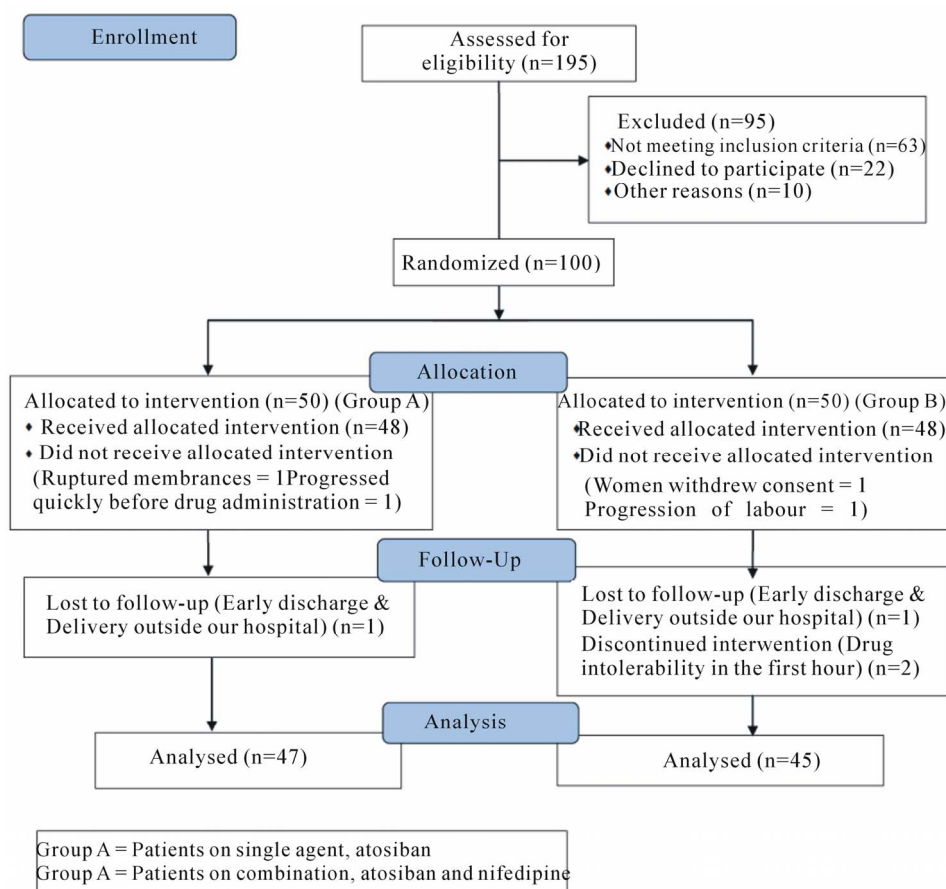 Enrollment
Assessed for
eligibility (n=195)
Excluded (n=95)
♦Not meeting inclusion criteria (n=63)
♦Declined to participate (n=22)
♦Other reasons (n=10)
Randomized (n=100)
Allocation
Allocated to intervention (n=50) (Group A)
♦ Received allocated intervention (n=48)
♦ Did not receive allocated intervention
(Ruptured membrances = 1Progressed
quickly before drug administration = 1)
Allocated to intervention (n=50) (Group B)
♦Received allocated intervention (n=48)
♦Did not receive allocated intervention
(Women withdrew consent = 1
Progression of labour = 1)
Follow-Up
Lost to follow-up (Early discharge &
Delivery outside our hospital) (n=1)
Lost to follow-up (Early discharge &
Delivery outside our hospital) (n=1)
Discontinued interwention (Drug
intolerability in the first hour) (n=2)
Analysis
Analysed (n=47)
Analysed (n=45)
Group A = Patients on single agent, atosiban
Group A = Patients on combination, atosiban and nifedipine